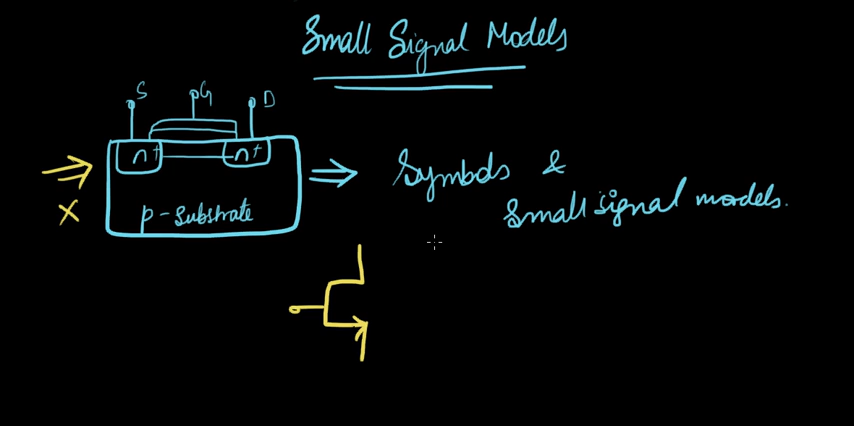 Small Signal Models
S G D
n+ n+
p-substrate
X
Symbols &
Small signal models.